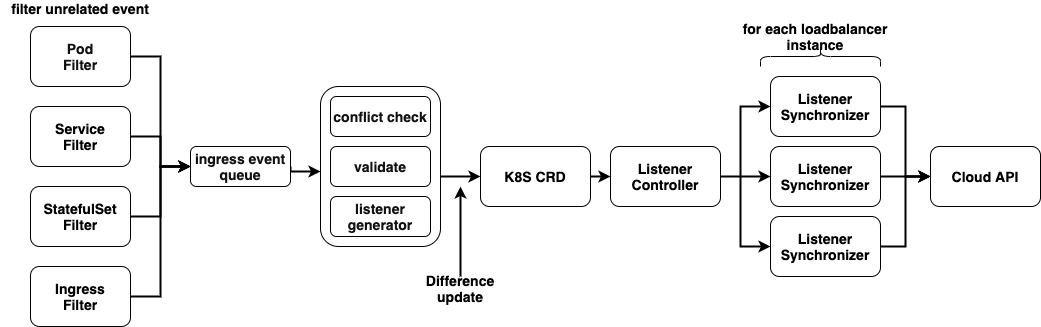 filter unrelated event
Pod
Filter
Service
Filter
StatefulSet
Filter
Ingress
Filter
ingress event
queue
conflict check
validate
listener
generator
Difference
update
K8S CRD
Listener
Controller
for each loadbalancer
instance
Listener
Synchronizer
Listener
Synchronizer
Listener
Synchronizer
Cloud API